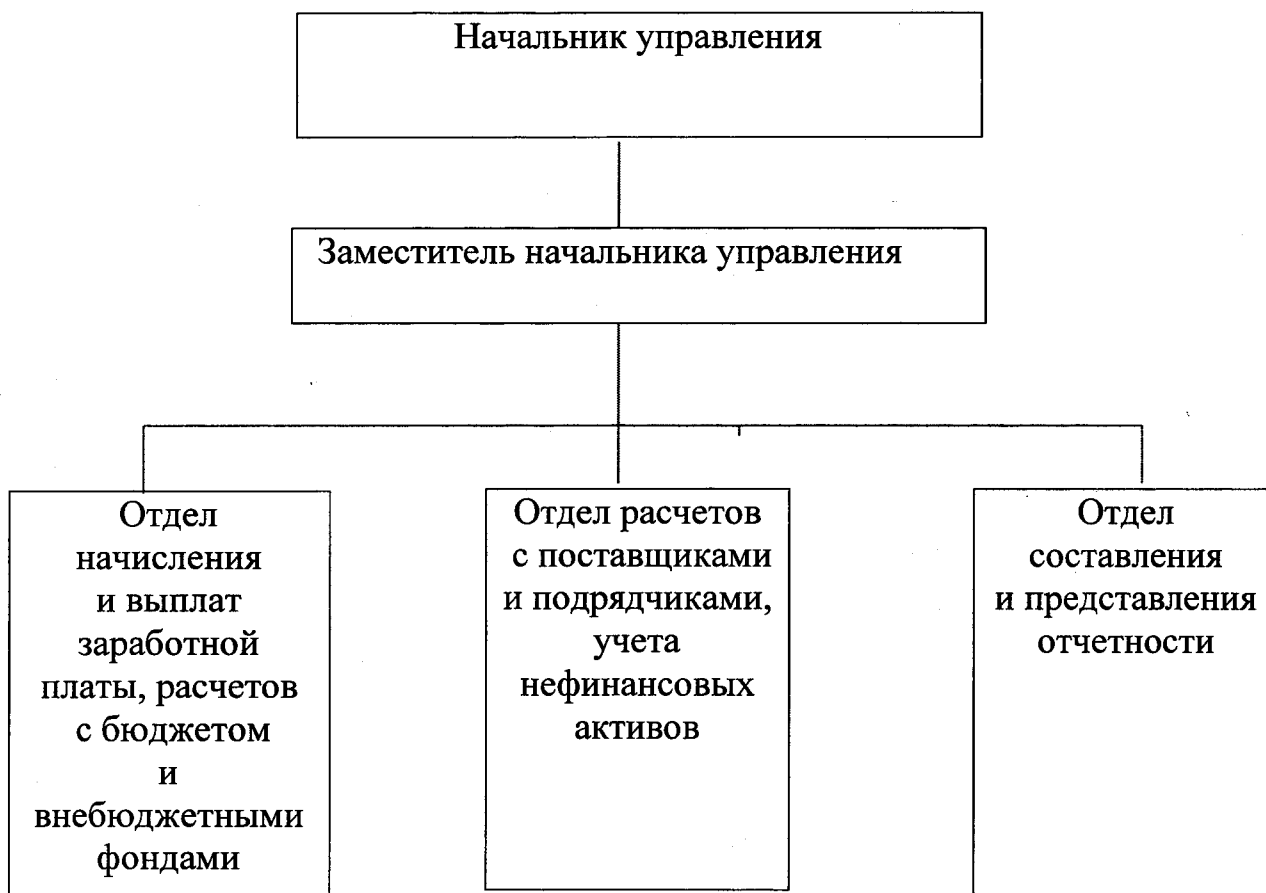 Начальник управления
Заместитель начальника управления
Отдел
начисления
и выплат
заработной
платы, расчетов
с бюджетом
и
внебюджетными
фондами
Отдел расчетов
с поставщиками
и подрядчиками,
учета
нефинансовых
активов
Отдел
составления
и представления
отчетности